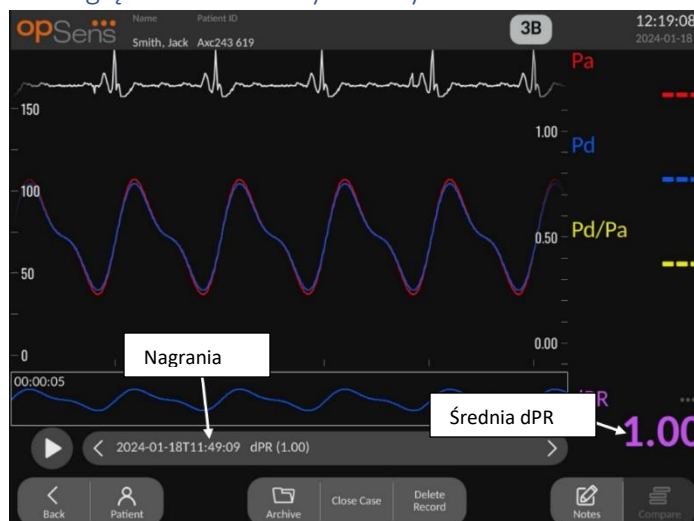 opSens
Name
Patient ID
Smith, Jack
Axc243 619
3B
12:19:08
2024-01-18
Pa
150
1.00
Pd
100
0.50
Pd/Pa
50
0.00
0
Nagrania
00:00:05
Średnia dPR
1.00
2024-01-18T11:49:09 dPR (1.00)
Back
Patient
Archive
Close Case
Delete
Record
Notes
Compare